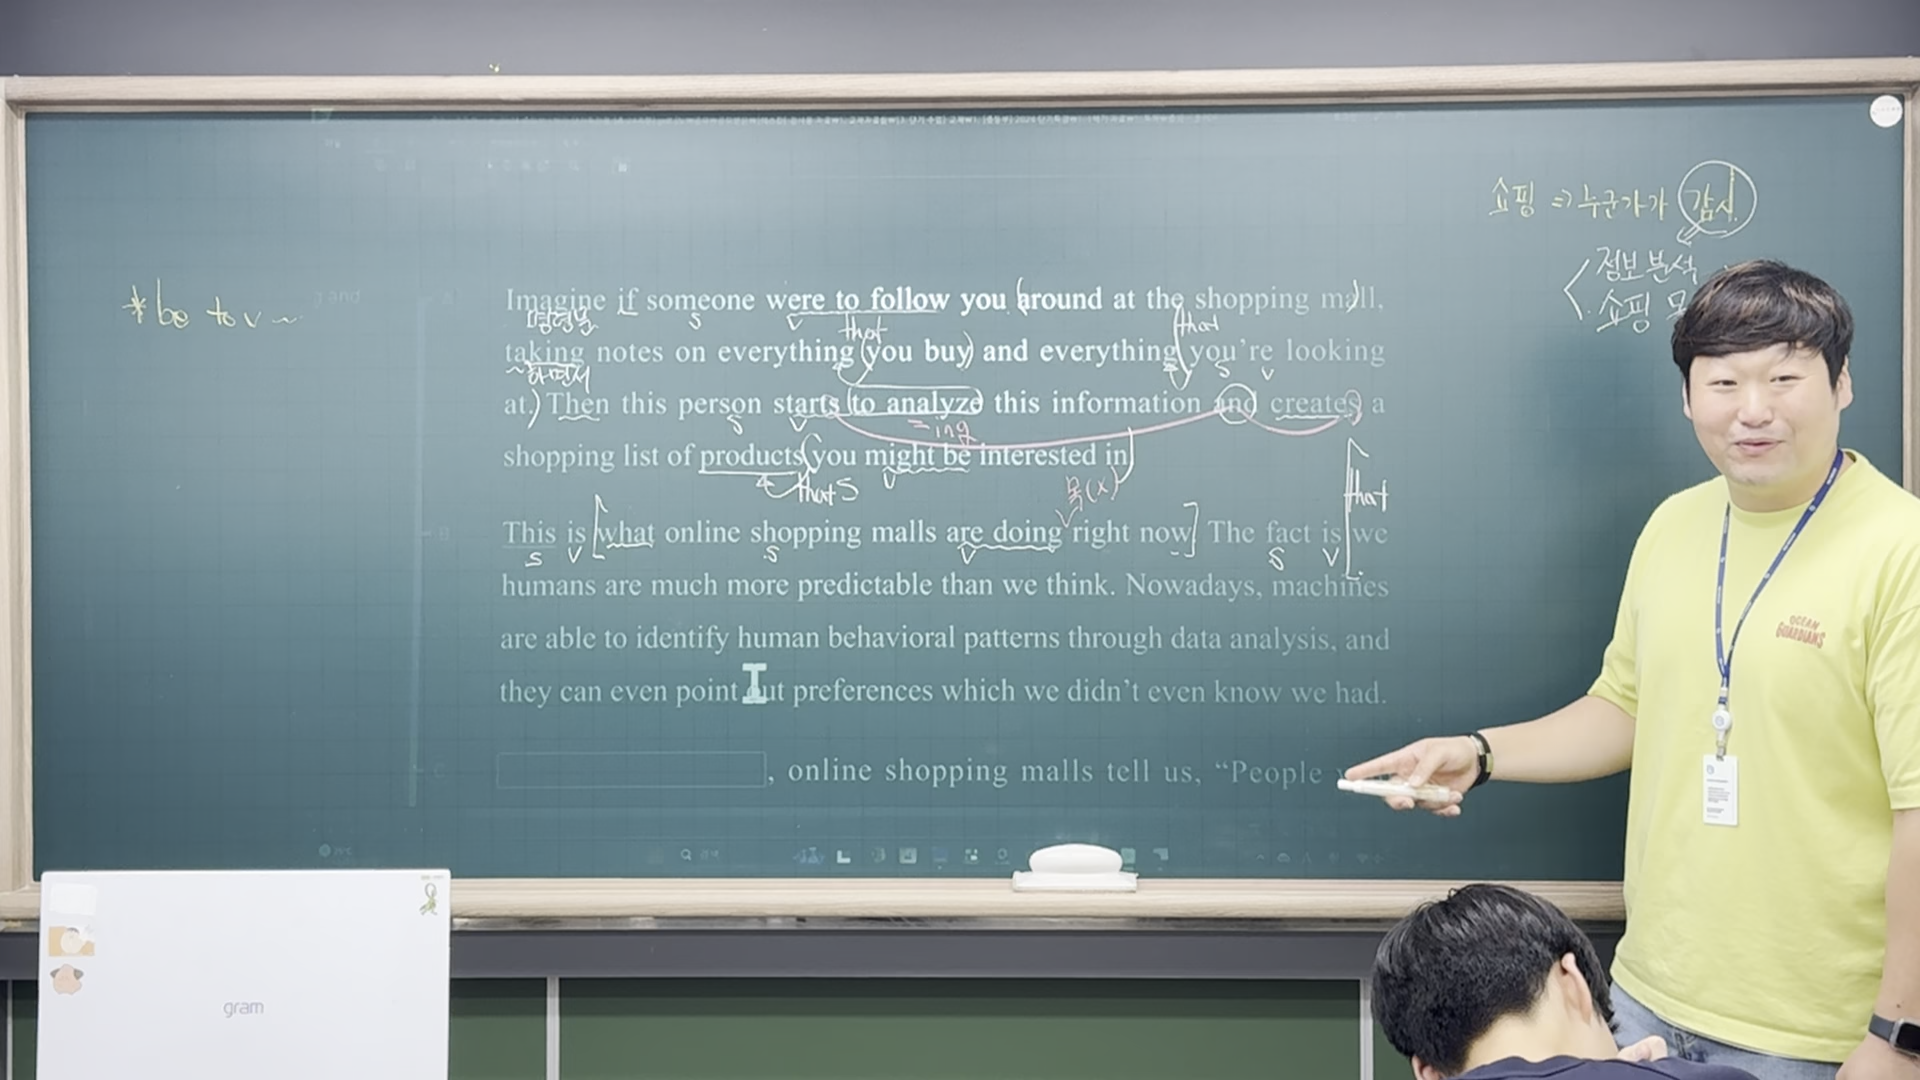 쇼핑 ⇒ 누군가가 감시
정보분석
쇼핑 목
*be to v ~
Imagine if someone were to follow you (around at the shopping mall),
명령문 s v that that
taking notes on everything (you buy) and everything (you're looking
~하면서 s v
at.) Then this person starts (to analyze) this information and creates a
s v =ing
shopping list of products (you might be interested in)
that S v 목(x) that
This is [what online shopping malls are doing right now] The fact is [we
s v s v s v
humans are much more predictable than we think. Nowadays, machines
are able to identify human behavioral patterns through data analysis, and
they can even point out preferences which we didn't even know we had.
, online shopping malls tell us, "People
OCEAN
GUARDIANS
gram